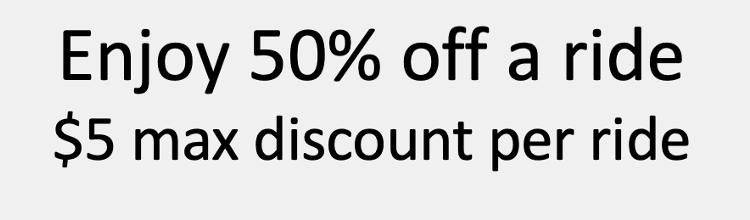 Enjoy 50% off a ride
$5 max discount per ride